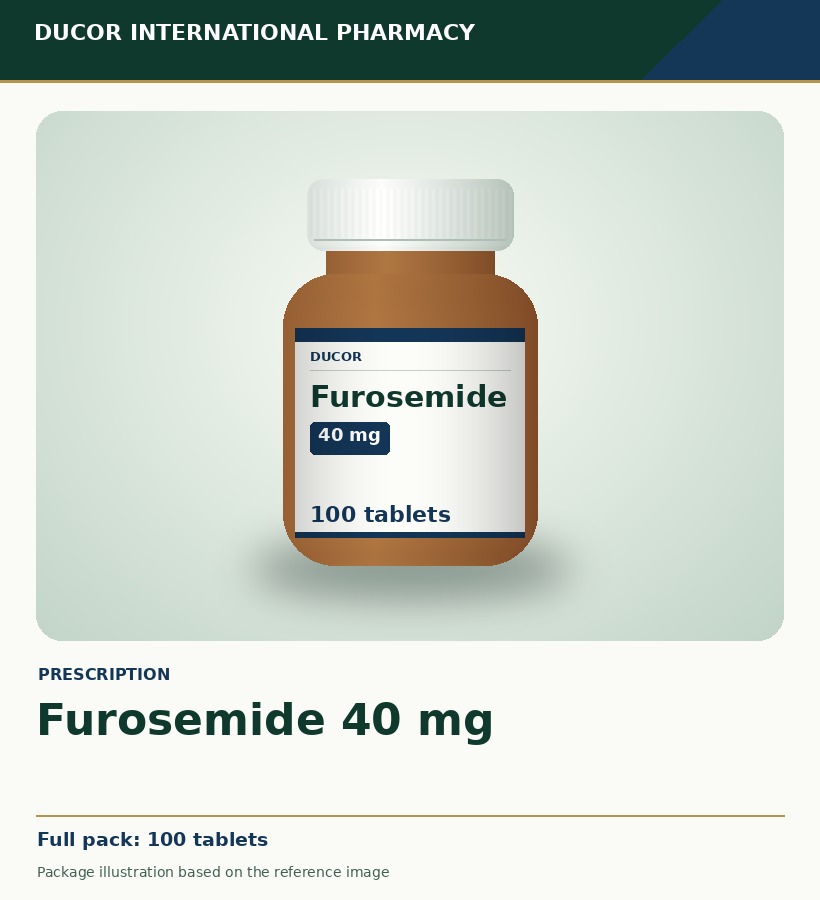 DUCOR INTERNATIONAL PHARMACY
DUCOR
Furosemide
40 mg
100 tablets
PRESCRIPTION
Furosemide 40 mg
Full pack: 100 tablets
Package illustration based on the reference image